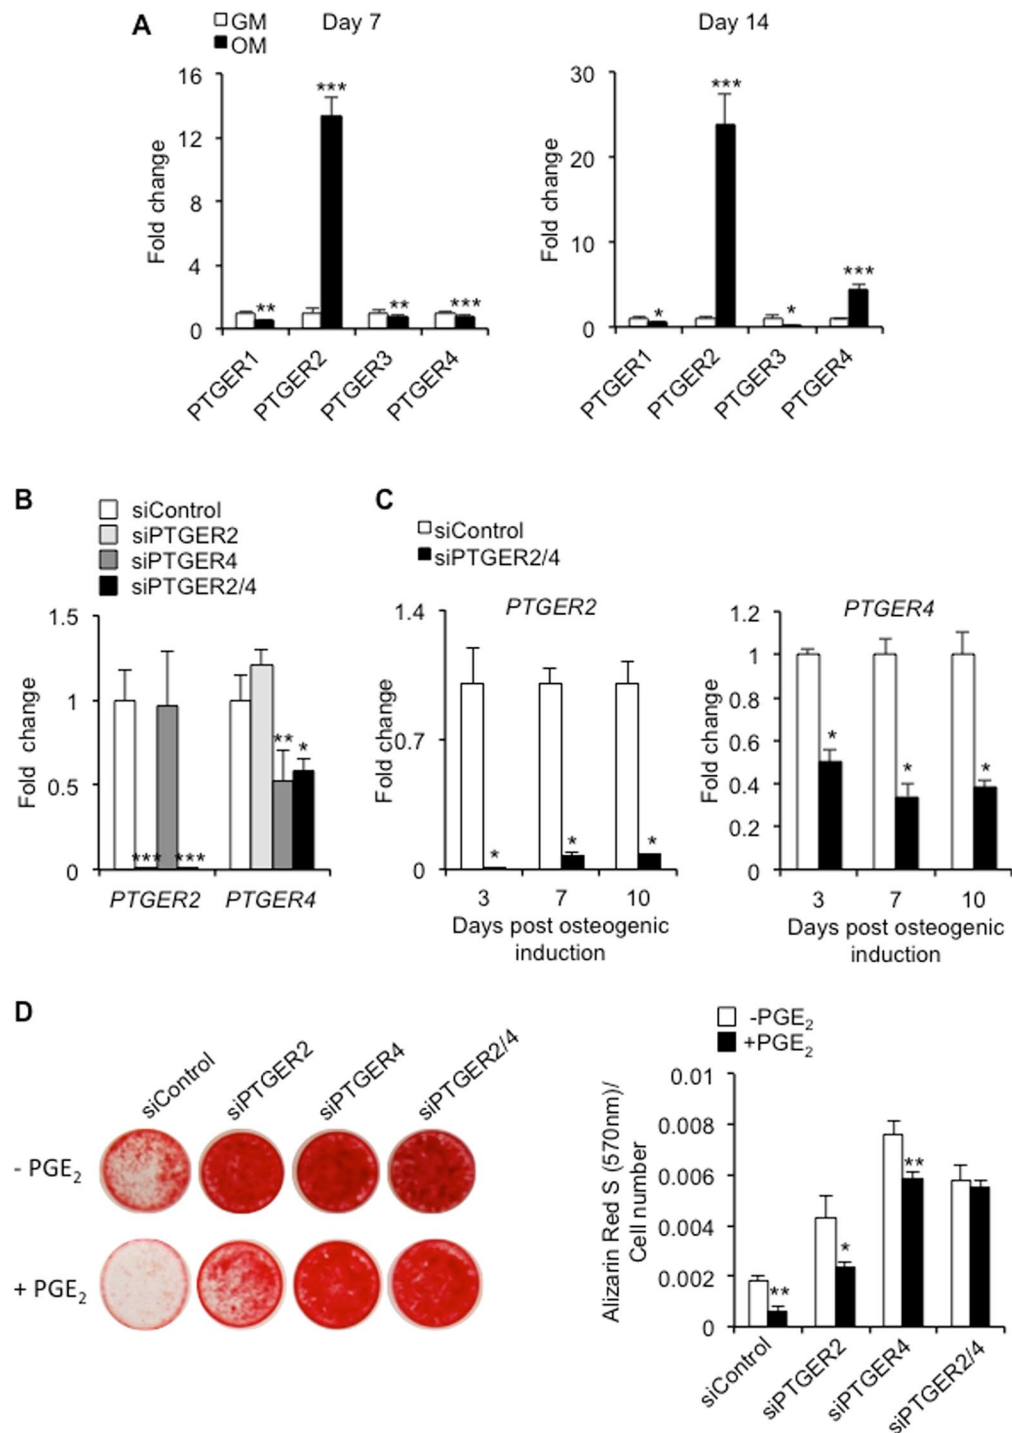 A
GM
OM
Day 7
Fold change
16
12
8
4
0
***
**
**
***
PTGER1
PTGER2
PTGER3
PTGER4
Day 14
Fold change
30
20
10
0
***
*
*
***
PTGER1
PTGER2
PTGER3
PTGER4
B
siControl
siPTGER2
siPTGER4
siPTGER2/4
Fold change
1.5
1
0.5
0
*** ***
** *
PTGER2 PTGER4
C
siControl
siPTGER2/4
PTGER2
Fold change
1.4
0.7
0
* * *
3 7 10
Days post osteogenic
induction
PTGER4
Fold change
1.2
1
0.8
0.6
0.4
0.2
0
* * *
3 7 10
Days post osteogenic
induction
D
siControl
siPTGER2
siPTGER4
siPTGER2/4
- PGE₂
+ PGE₂
-PGE₂
+PGE₂
Alizarin Red S (570nm)/
Cell number
0.01
0.008
0.006
0.004
0.002
0
**
*
**
siControl
siPTGER2
siPTGER4
siPTGER2/4